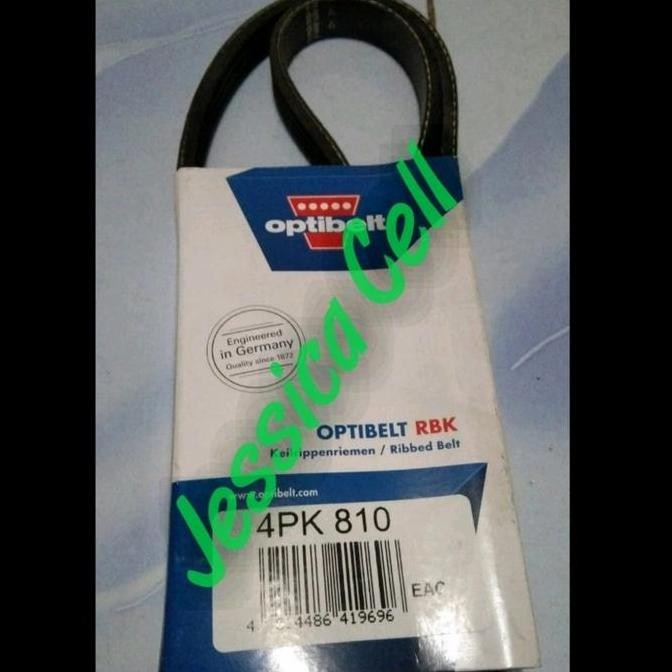 optibelt
Engineered
in Germany
Quality since 1872
OPTIBELT RBK
Keilrippenriemen / Ribbed Belt
www.optibelt.com
4PK 810
EAC
4486 419696
Jessica Cell